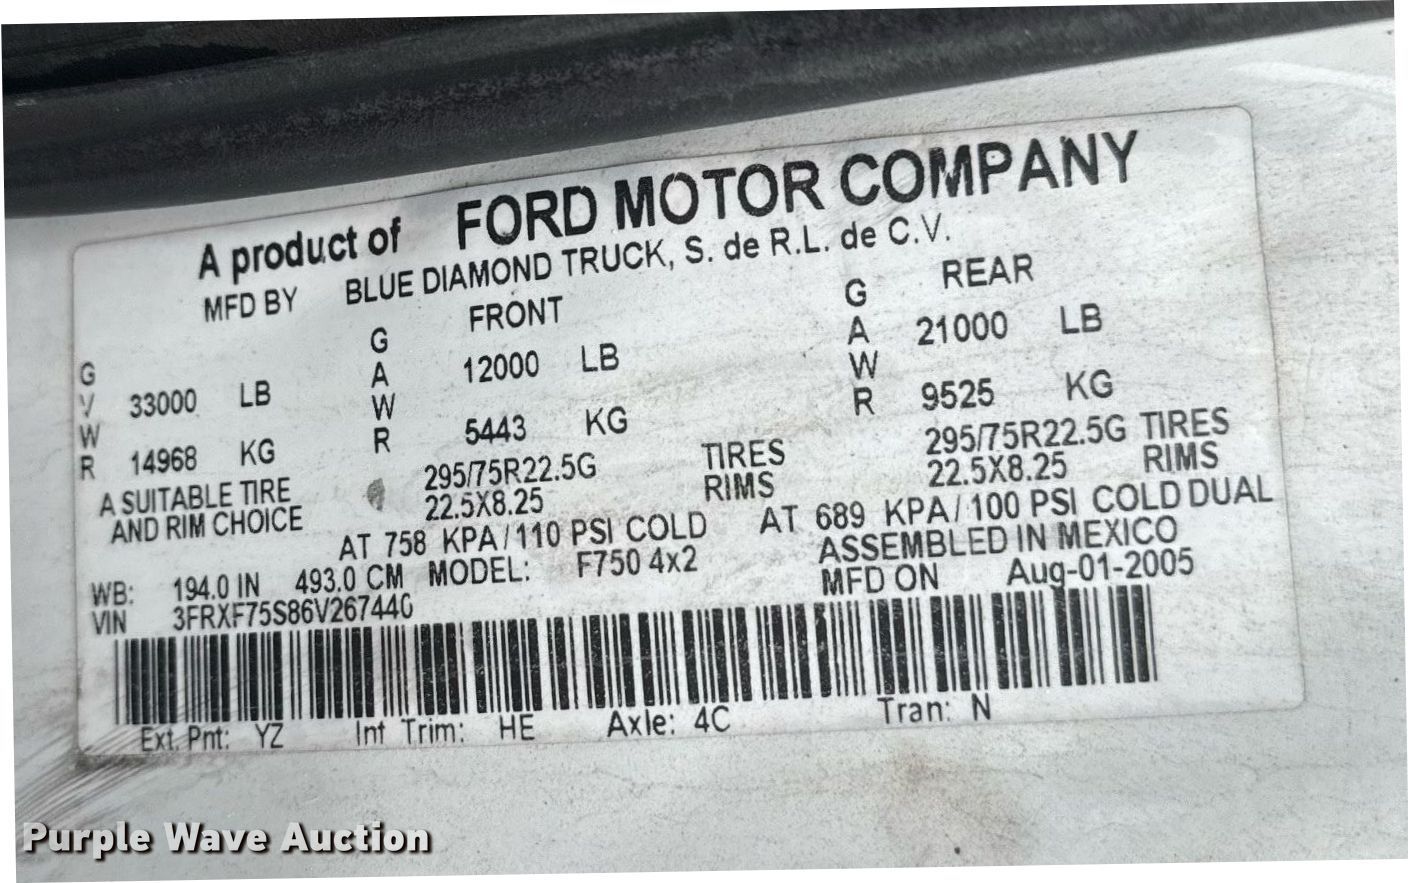 A product of FORD MOTOR COMPANY
MFD BY BLUE DIAMOND TRUCK, S. de R.L. de C.V.
FRONT REAR
GVWR 33000 LB GAWR 12000 LB GAWR 21000 LB
14968 KG 5443 KG 9525 KG
A SUITABLE TIRE 295/75R22.5G TIRES 295/75R22.5G TIRES
AND RIM CHOICE 22.5X8.25 RIMS 22.5X8.25 RIMS
AT 758 KPA/110 PSI COLD AT 689 KPA/100 PSI COLD DUAL
ASSEMBLED IN MEXICO
WB: 194.0 IN 493.0 CM MODEL: F750 4x2 MFD ON Aug-01-2005
VIN 3FRXF75S86V267440
Ext. Pnt: YZ Int Trim: HE Axle: 4C Tran: N
Purple Wave Auction